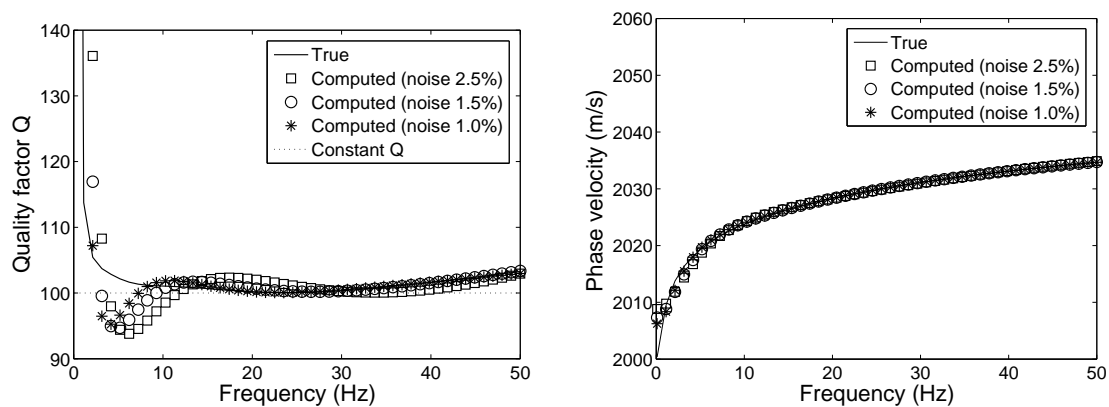 140
130
120
110
100
90
Quality factor Q
True
Computed (noise 2.5%)
Computed (noise 1.5%)
Computed (noise 1.0%)
Constant Q
0
10
20
30
40
50
Frequency (Hz)
2060
2050
2040
2030
2020
2010
2000
Phase velocity (m/s)
True
Computed (noise 2.5%)
Computed (noise 1.5%)
Computed (noise 1.0%)
0
10
20
30
40
50
Frequency (Hz)